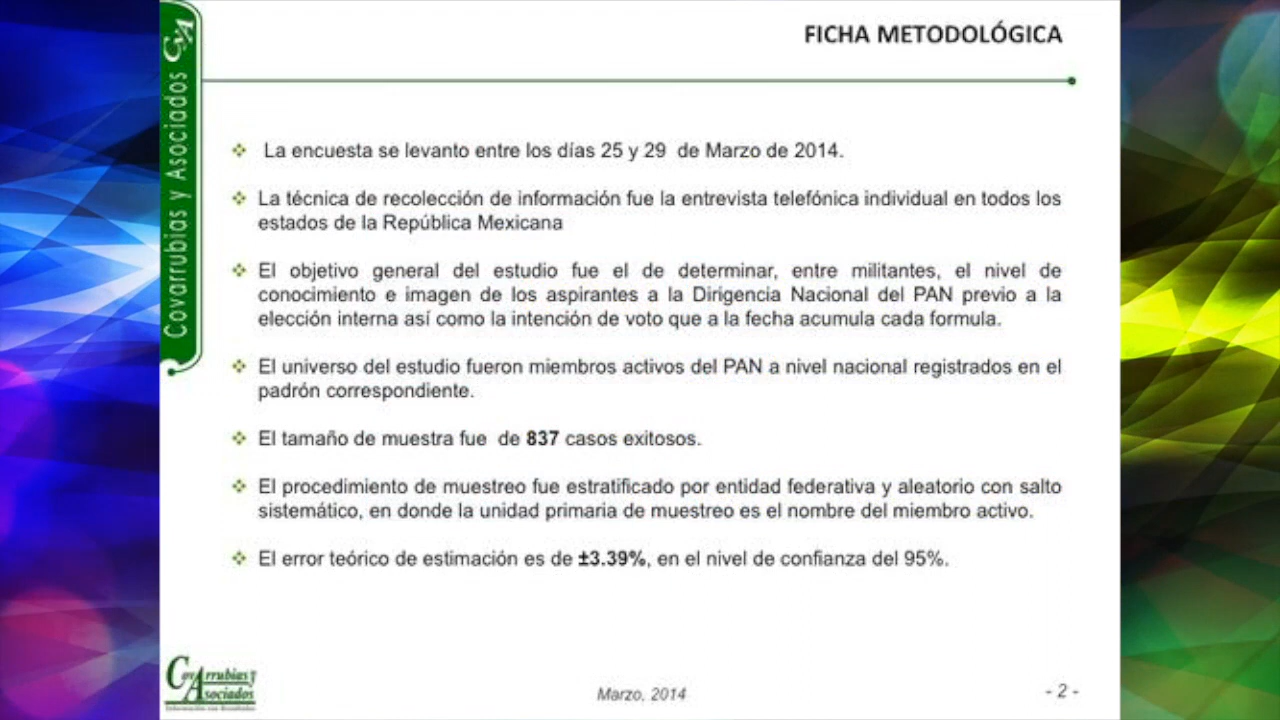 FICHA METODOLÓGICA
CyA
Covarrubias y Asociados
La encuesta se levanto entre los días 25 y 29 de Marzo de 2014.
La técnica de recolección de información fue la entrevista telefónica individual en todos los
estados de la República Mexicana
El objetivo general del estudio fue el de determinar, entre militantes, el nivel de
conocimiento e imagen de los aspirantes a la Dirigencia Nacional del PAN previo a la
elección interna así como la intención de voto que a la fecha acumula cada formula.
El universo del estudio fueron miembros activos del PAN a nivel nacional registrados en el
padrón correspondiente.
El tamaño de muestra fue de 837 casos exitosos.
El procedimiento de muestreo fue estratificado por entidad federativa y aleatorio con salto
sistemático, en donde la unidad primaria de muestreo es el nombre del miembro activo.
El error teórico de estimación es de ±3.39%, en el nivel de confianza del 95%.
Covarrubias y
Asociados
Marzo, 2014
- 2 -